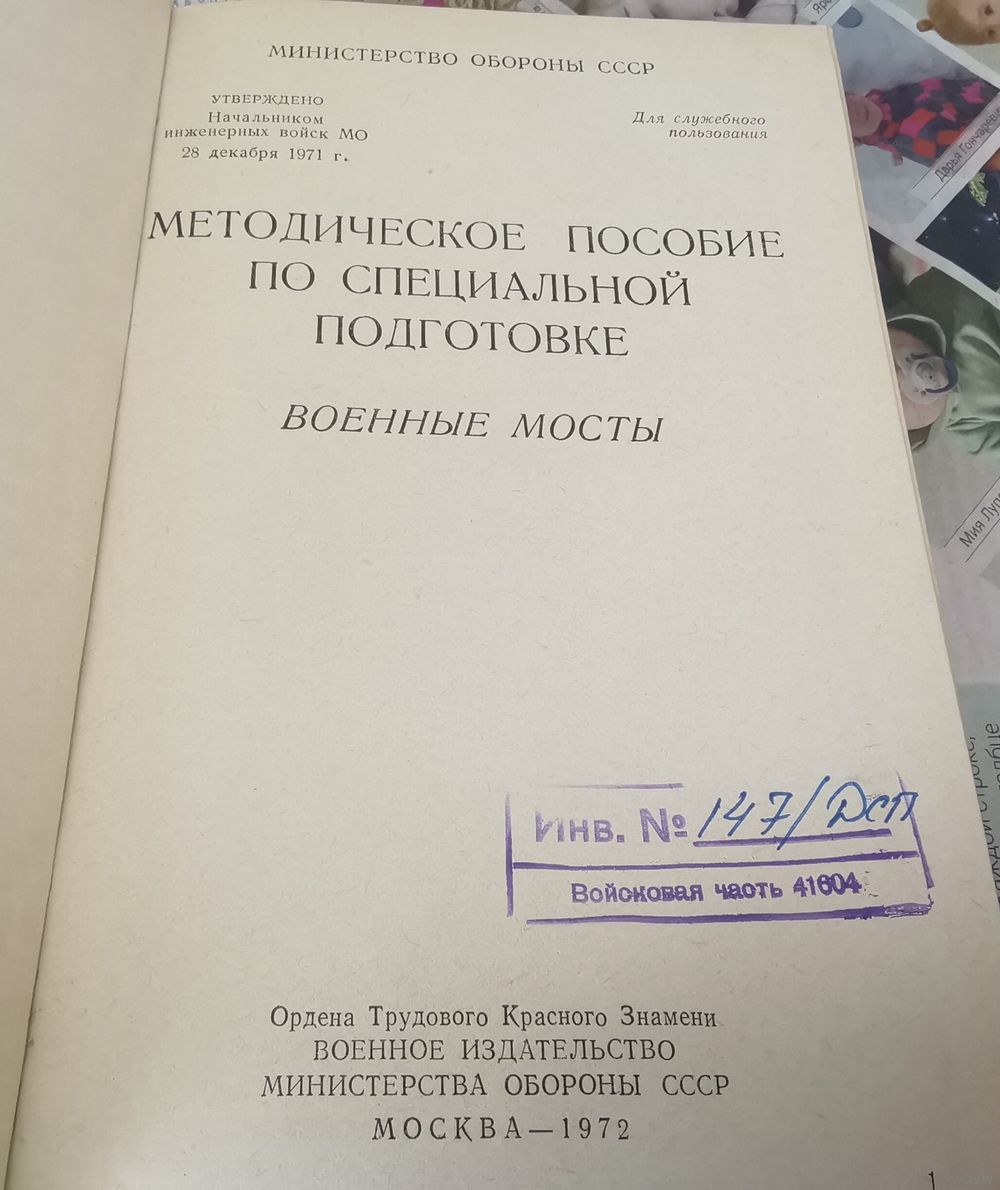 МИНИСТЕРСТВО ОБОРОНЫ СССР
УТВЕРЖДЕНО
Начальником
инженерных войск МО
28 декабря 1971 г.
Для служебного
пользования
МЕТОДИЧЕСКОЕ ПОСОБИЕ
ПО СПЕЦИАЛЬНОЙ
ПОДГОТОВКЕ
ВОЕННЫЕ МОСТЫ
Инв. № 147/Дсп
Войсковая часть 41604
Ордена Трудового Красного Знамени
ВОЕННОЕ ИЗДАТЕЛЬСТВО
МИНИСТЕРСТВА ОБОРОНЫ СССР
МОСКВА—1972
1
Дарья Гончаревич
Мия
строке,